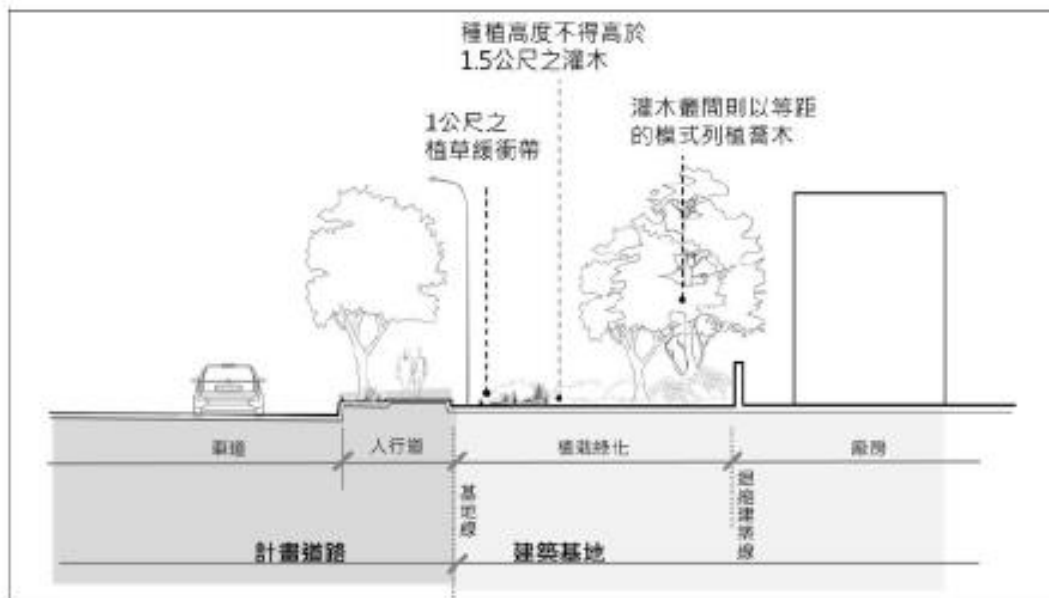 種植高度不得高於
1.5公尺之灌木
1公尺之
植草緩衝帶
灌木叢間則以等距
的模式列植喬木
車道
人行道
植栽綠化
廠房
基地線
退縮建築線
計畫道路
建築基地